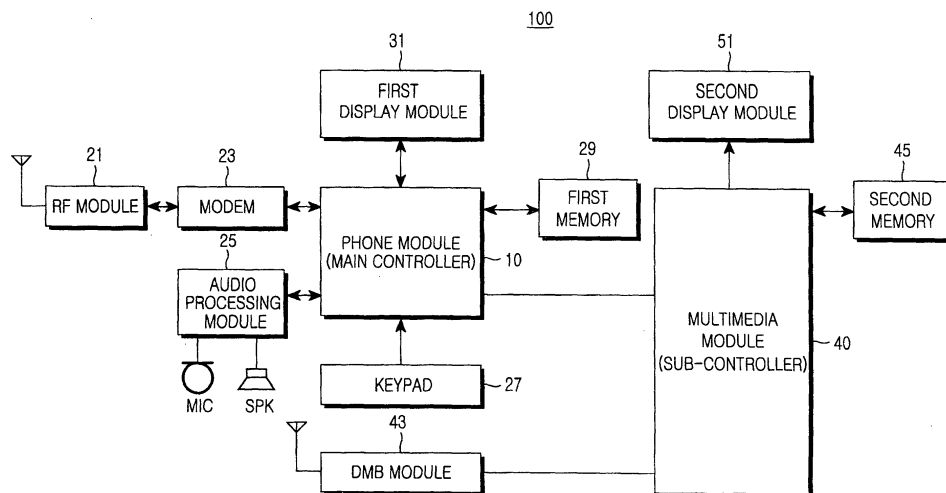 100
31
FIRST
DISPLAY MODULE
51
SECOND
DISPLAY MODULE
21
RF MODULE
23
MODEM
29
FIRST
MEMORY
45
SECOND
MEMORY
PHONE MODULE
(MAIN CONTROLLER)
10
25
AUDIO
PROCESSING
MODULE
MULTIMEDIA
MODULE
(SUB-CONTROLLER)
40
MIC
SPK
KEYPAD
27
43
DMB MODULE